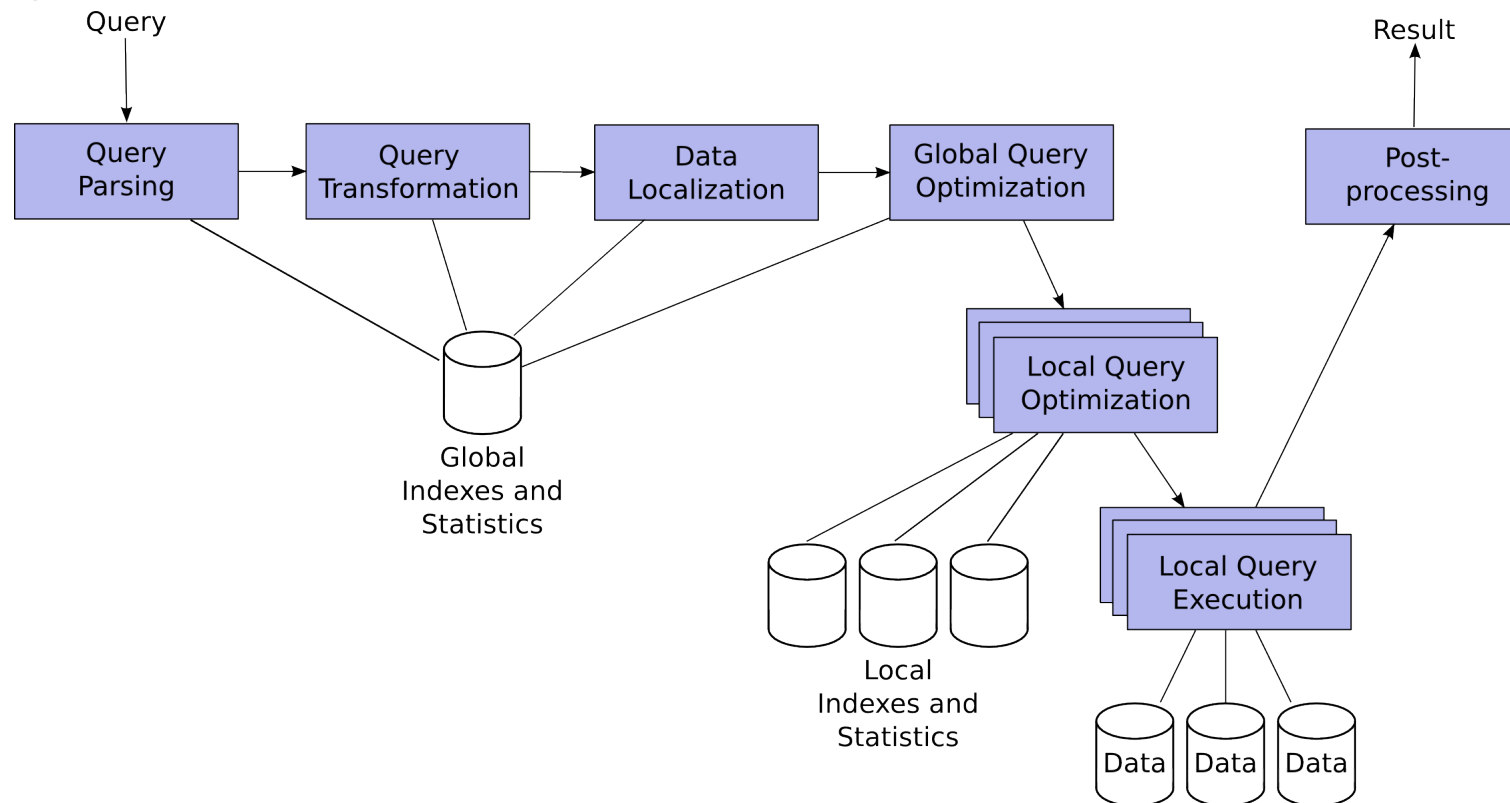 Query
Result
Query
Parsing
Query
Transformation
Data
Localization
Global Query
Optimization
Post-
processing
Local Query
Optimization
Global
Indexes and
Statistics
Local Query
Execution
Local
Indexes and
Statistics
Data
Data
Data